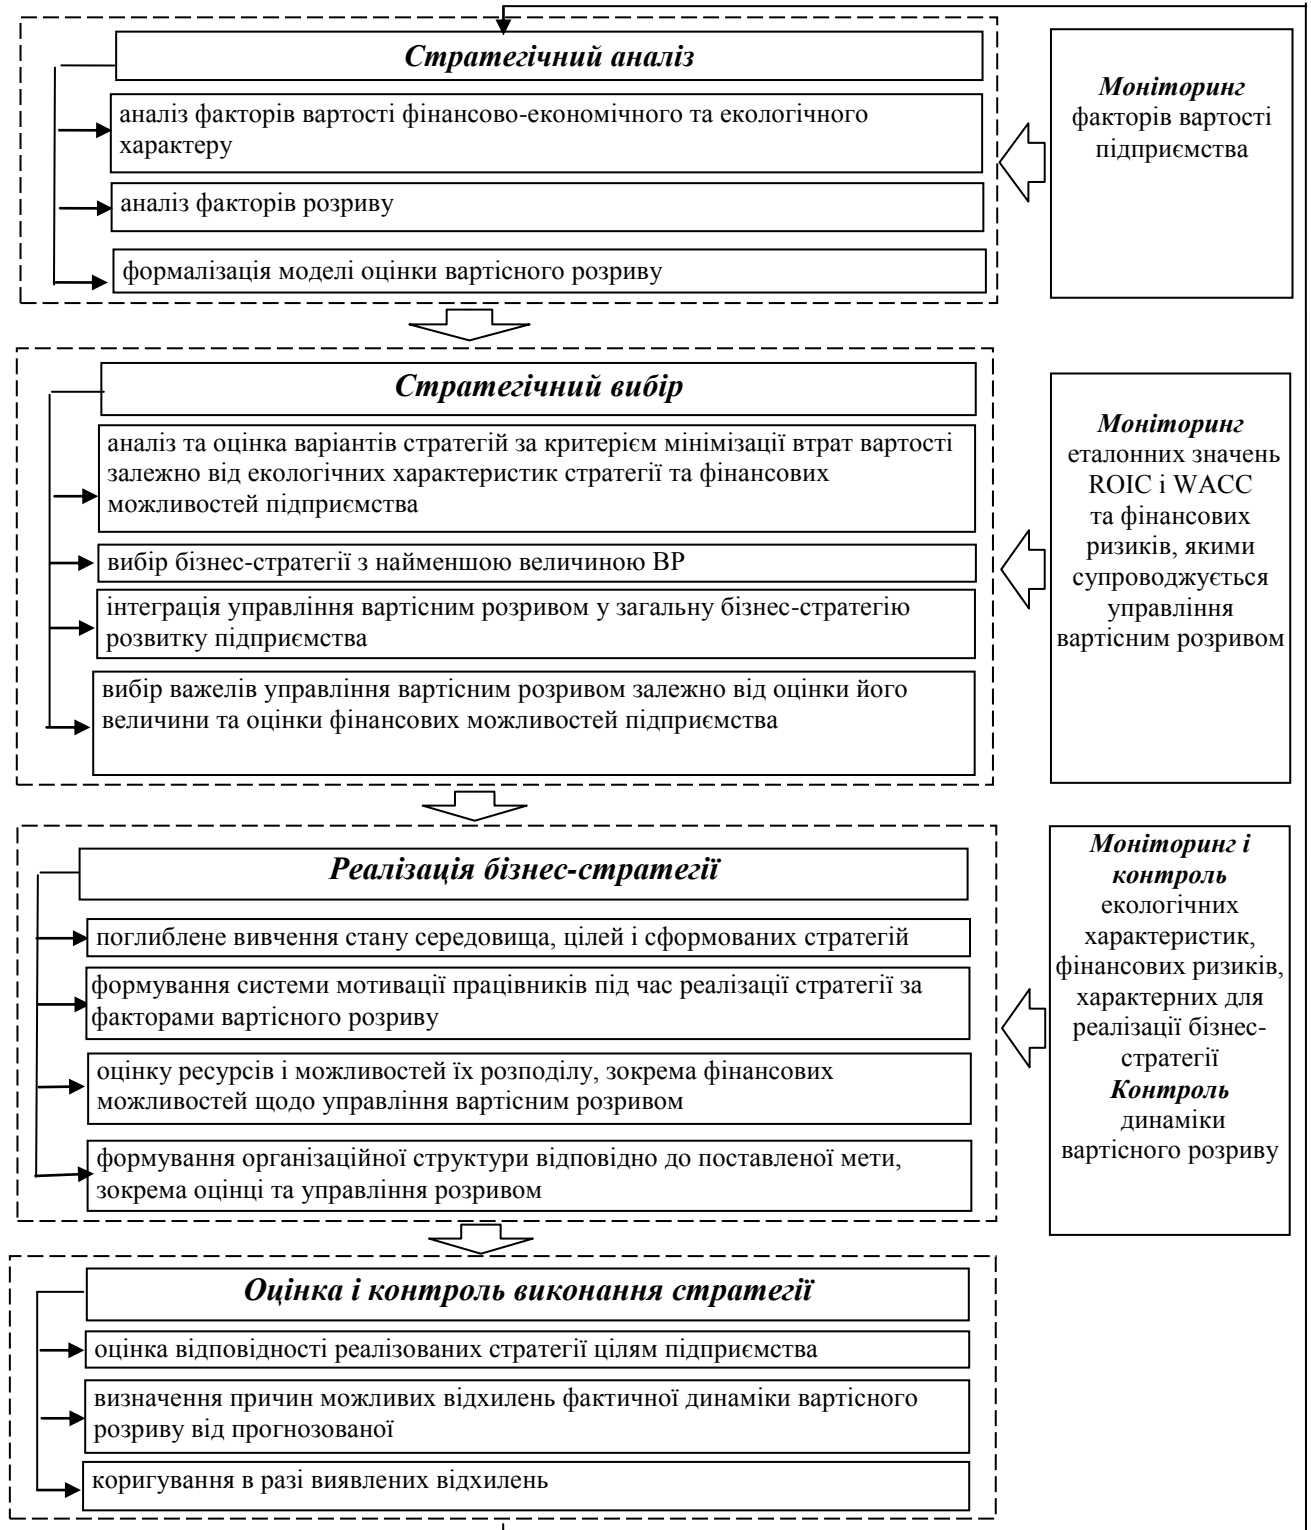 Стратегічний аналіз
аналіз факторів вартості фінансово-економічного та екологічного
характеру
аналіз факторів розриву
формалізація моделі оцінки вартісного розриву
Моніторинг
факторів вартості
підприємства
Стратегічний вибір
аналіз та оцінка варіантів стратегій за критерієм мінімізації втрат вартості
залежно від екологічних характеристик стратегії та фінансових
можливостей підприємства
вибір бізнес-стратегії з найменшою величиною ВР
інтеграція управління вартісним розривом у загальну бізнес-стратегію
розвитку підприємства
вибір важелів управління вартісним розривом залежно від оцінки його
величини та оцінки фінансових можливостей підприємства
Моніторинг
еталонних значень
ROIC і WACC
та фінансових
ризиків, якими
супроводжується
управління
вартісним розривом
Реалізація бізнес-стратегії
поглиблене вивчення стану середовища, цілей і сформованих стратегій
формування системи мотивації працівників під час реалізації стратегії за
факторами вартісного розриву
оцінку ресурсів і можливостей їх розподілу, зокрема фінансових
можливостей щодо управління вартісним розривом
формування організаційної структури відповідно до поставленої мети,
зокрема оцінці та управління розривом
Моніторинг і
контроль
екологічних
характеристик,
фінансових ризиків,
характерних для
реалізації бізнес-
стратегії
Контроль
динаміки
вартісного розриву
Оцінка і контроль виконання стратегії
оцінка відповідності реалізованих стратегії цілям підприємства
визначення причин можливих відхилень фактичної динаміки вартісного
розриву від прогнозованої
коригування в разі виявлених відхилень